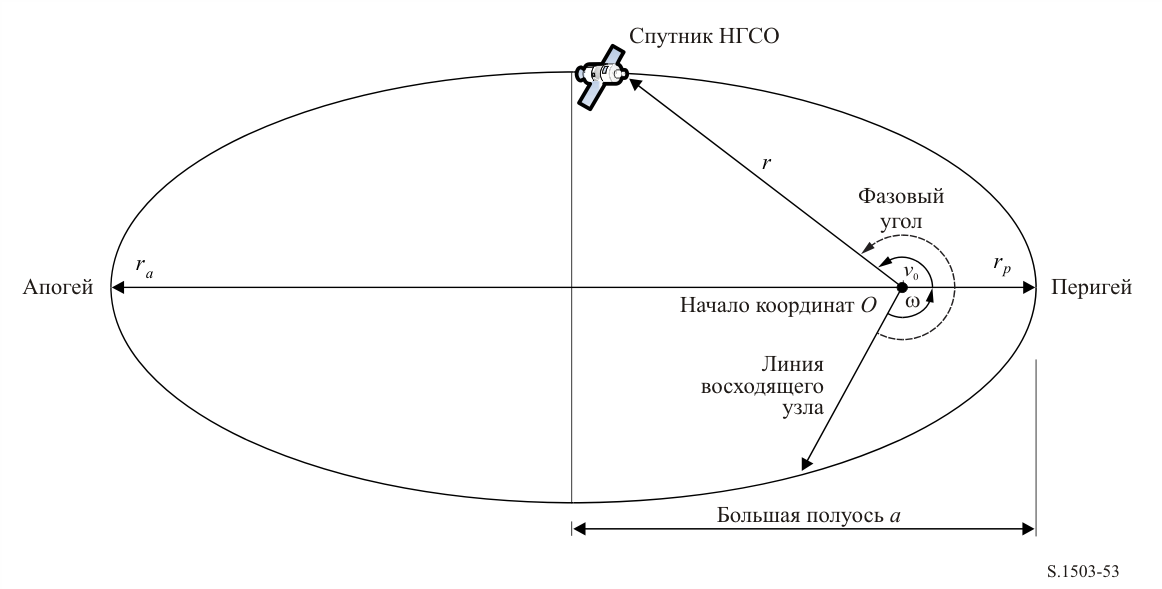 Спутник НГСО
r
Фазовый
угол
r_a
v_0
r_p
Апогей
Перигей
Начало координат O
ω
Линия
восходящего
узла
Большая полуось a
S.1503-53